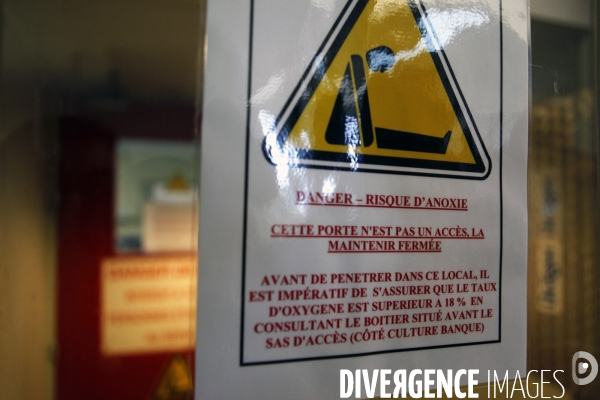 DANGER – RISQUE D'ANOXIE
CETTE PORTE N'EST PAS UN ACCÈS, LA
MAINTENIR FERMÉE
AVANT DE PENETRER DANS CE LOCAL, IL
EST IMPÉRATIF DE S'ASSURER QUE LE TAUX
D'OXYGENE EST SUPERIEUR A 18 % EN
CONSULTANT LE BOITIER SITUÉ AVANT LE
SAS D'ACCÈS (CÔTÉ CULTURE BANQUE)
DIVERGENCE IMAGES